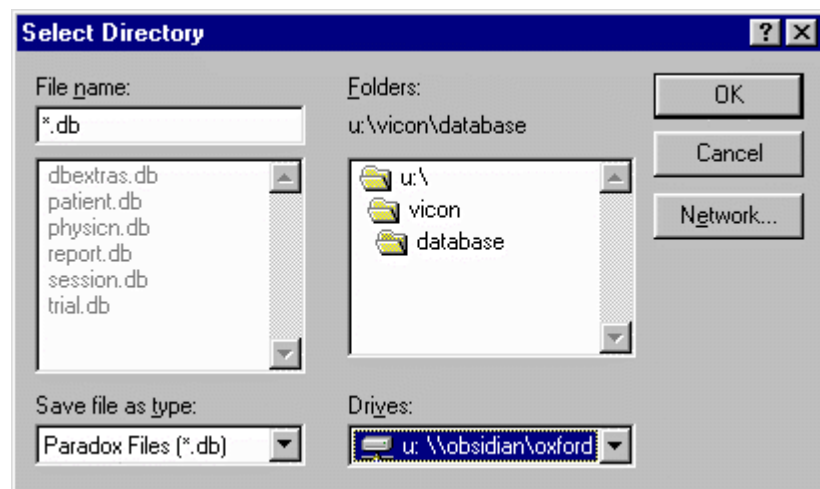 Select Directory
File name:
*.db
dbextras.db
patient.db
physicn.db
report.db
session.db
trial.db
Save file as type:
Paradox Files (*.db)
Folders:
u:\vicon\database
u:\
vicon
database
Drives:
u: \\obsidian\oxford
OK
Cancel
Network...